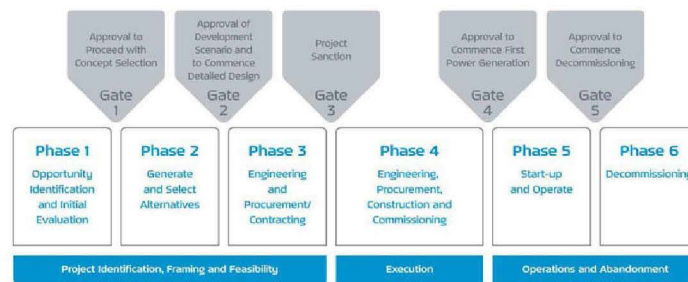 Approval to
Proceed with
Concept Selection
Gate
1
Approval of
Development
Scenario and
to Commence
Detailed Design
Gate
2
Project
Sanction
Gate
3
Approval to
Commence First
Power Generation
Gate
4
Approval to
Commence
Decommissioning
Gate
5
Phase 1
Opportunity
Identification
and Initial
Evaluation
Phase 2
Generate
and Select
Alternatives
Phase 3
Engineering
and
Procurement/
Contracting
Phase 4
Engineering,
Procurement,
Construction and
Commissioning
Phase 5
Start-up
and Operate
Phase 6
Decommissioning
Project Identification, Framing and Feasibility
Execution
Operations and Abandonment